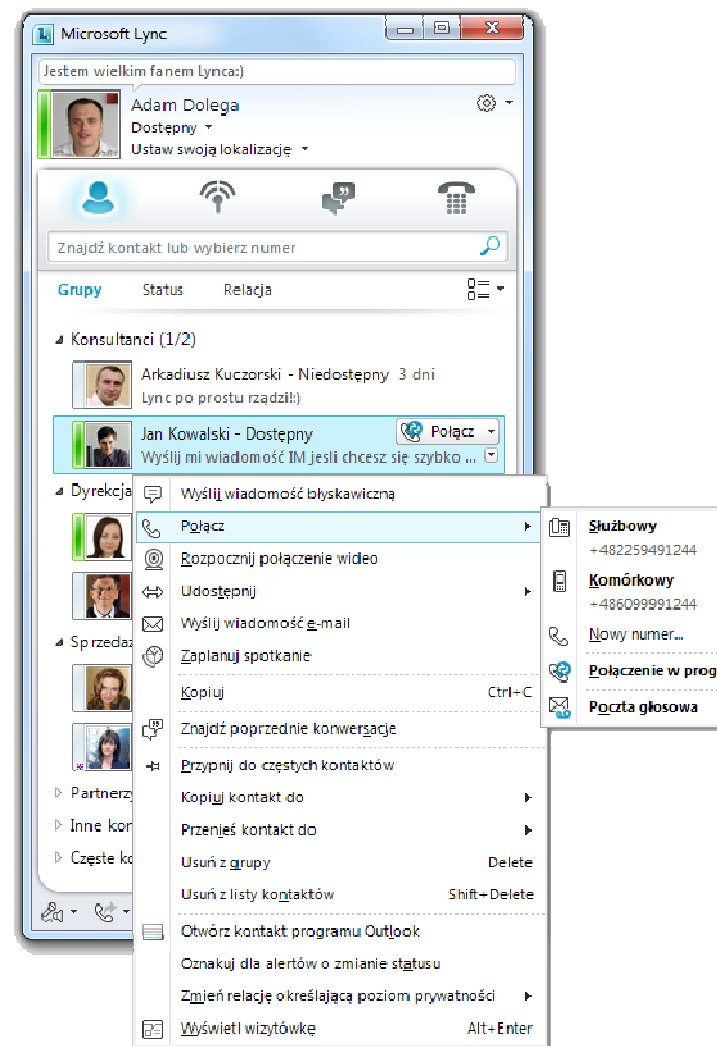 Microsoft Lync
Jestem wielkim fanem Lynca:)
Adam Dolega
Dostępny
Ustaw swoją lokalizację
Znajdź kontakt lub wybierz numer
Grupy Status Relacja
Konsultanci (1/2)
Arkadiusz Kuczorski - Niedostępny 3 dni
Lync po prostu rządzi!:)
Jan Kowalski - Dostępny Połącz
Wyślij mi wiadomość IM jesli chcesz się szybko ...
Dyrekcja
Sprzedaż
Partnerzy
Inne kon
Częste ko
Wyślij wiadomość błyskawiczną
Połącz
Rozpocznij połączenie wideo
Udostępnij
Wyślij wiadomość e-mail
Zaplanuj spotkanie
Kopiuj Ctrl+C
Znajdź poprzednie konwersacje
Przypnij do częstych kontaktów
Kopiuj kontakt do
Przenieś kontakt do
Usuń z grupy Delete
Usuń z listy kontaktów Shift+Delete
Otwórz kontakt programu Outlook
Oznakuj dla alertów o zmianie statusu
Zmień relację określającą poziom prywatności
Wyświetl wizytówkę Alt+Enter
Służbowy
+482259491244
Komórkowy
+486099991244
Nowy numer...
Połączenie w prog
Poczta głosowa